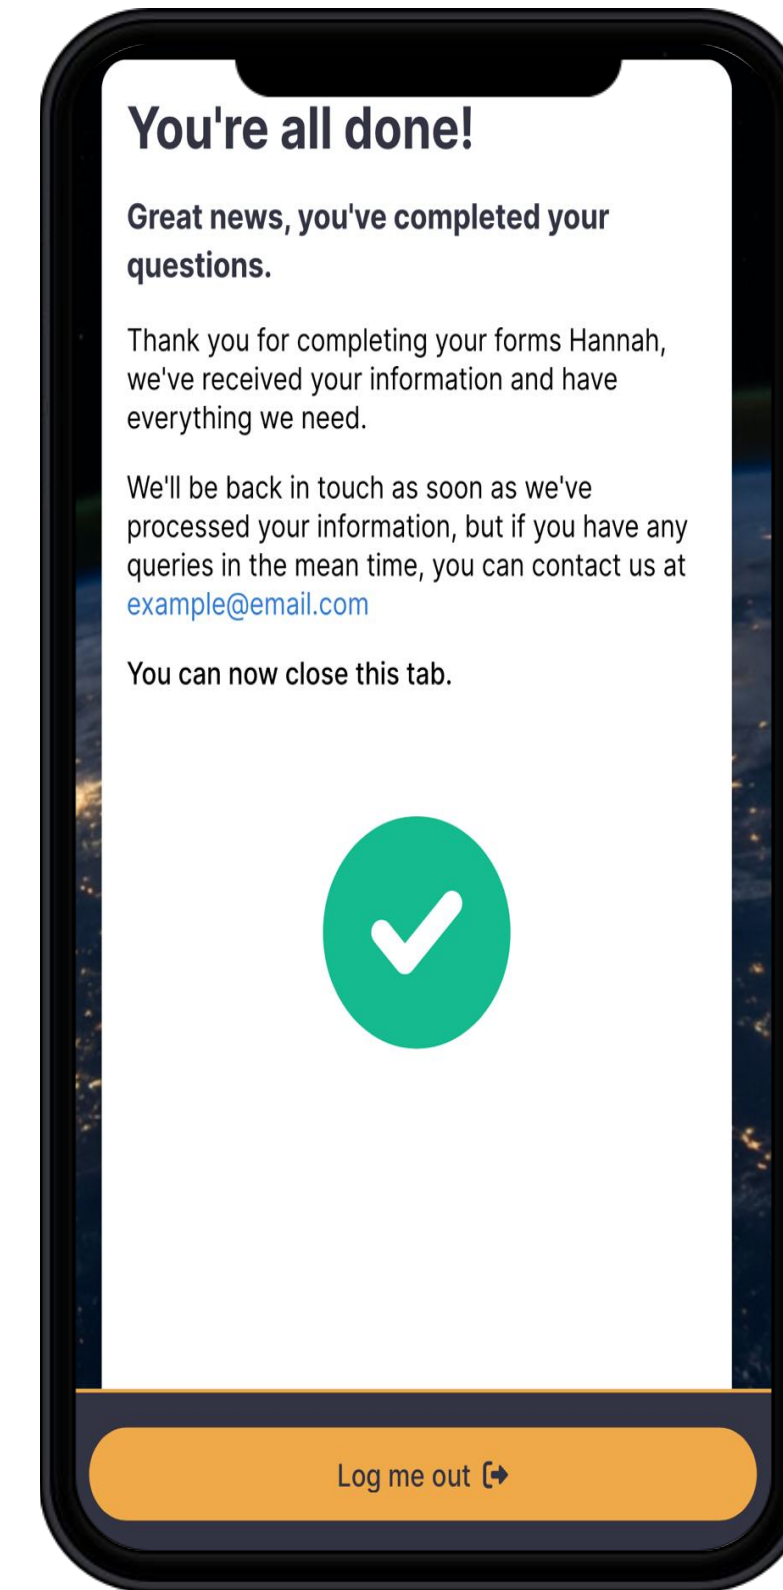 You're all done!
Great news, you've completed your
questions.
Thank you for completing your forms Hannah,
we've received your information and have
everything we need.
We'll be back in touch as soon as we've
processed your information, but if you have any
queries in the mean time, you can contact us at
example@email.com
You can now close this tab.
Log me out